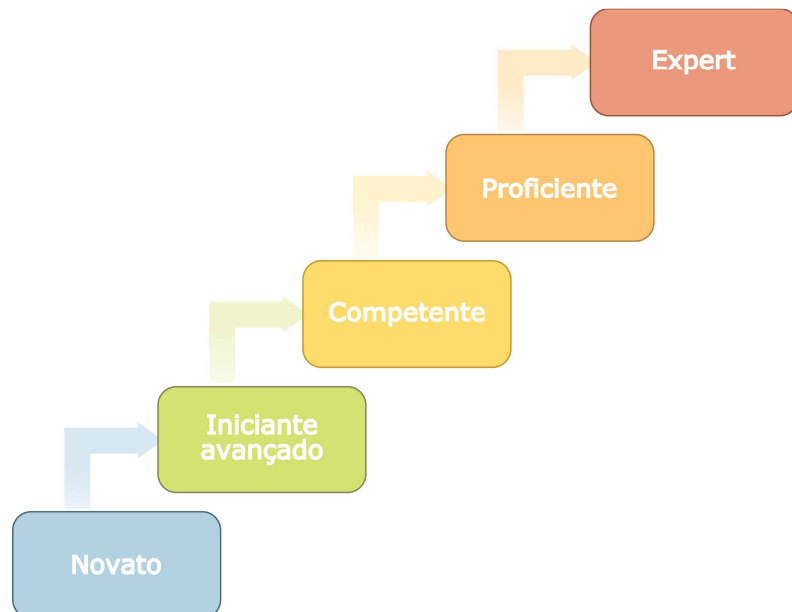 Expert
Proficiente
Competente
Iniciante
avançado
Novato